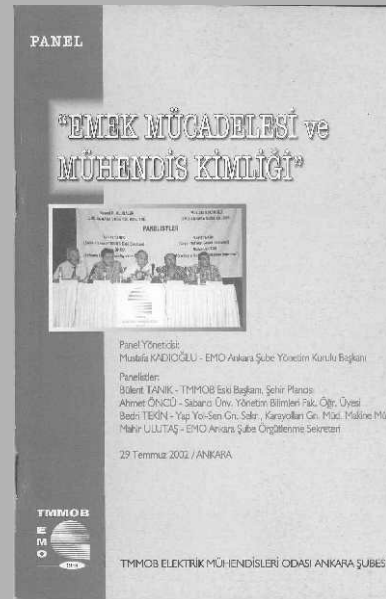 PANEL
"EMEK MÜCADELESİ ve
MÜHENDİS KİMLİĞİ"
PANELİSTLER
Panel Yöneticisi:
Mustafa KADIOĞLU - EMO Ankara Şube Yönetim Kurulu Başkanı
Panelistler:
Bülent TANIK - TMMOB Eski Başkanı, Şehir Plancısı
Ahmet ÖNCÜ - Sabancı Ünv. Yönetim Bilimleri Fak. Öğr. Üyesi
Bedri TEKİN - Yapı Yol-Sen Gn. Sekr., Karayolları Gn. Müd. Makine Mü
Mahir ULUTAŞ - EMO Ankara Şube Örgütlenme Sekreteri
29 Temmuz 2002 / ANKARA
TMMOB
EMO
1954
TMMOB ELEKTRİK MÜHENDİSLERİ ODASI ANKARA ŞUBES